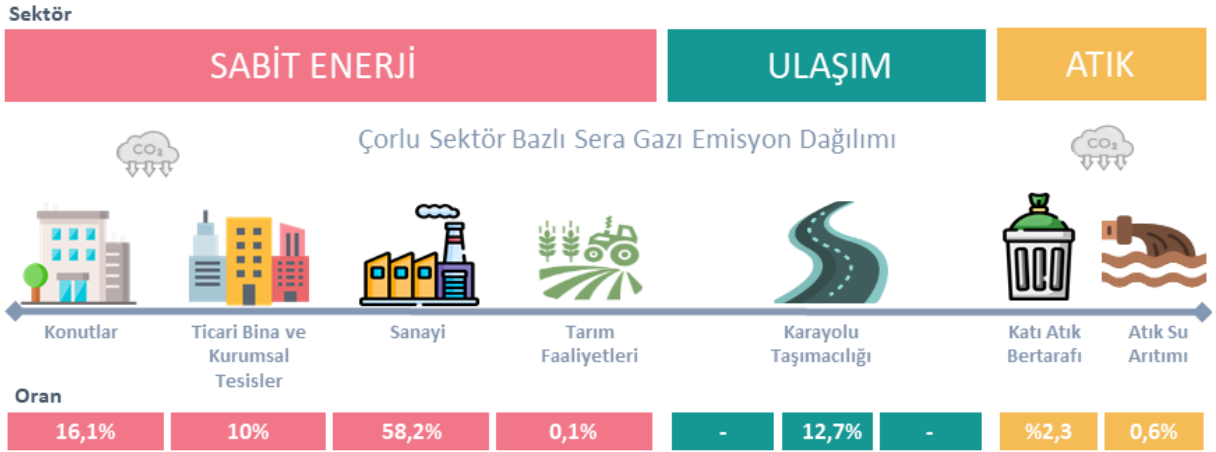 Sektör
SABİT ENERJİ
ULAŞIM
ATIK
Çorlu Sektör Bazlı Sera Gazı Emisyon Dağılımı
CO₂
CO₂
Konutlar
Ticari Bina ve
Kurumsal
Tesisler
Sanayi
Tarım
Faaliyetleri
Karayolu
Taşımacılığı
Katı Atık
Bertarafı
Atık Su
Arıtımı
Oran
16,1%
10%
58,2%
0,1%
-
12,7%
-
%2,3
0,6%